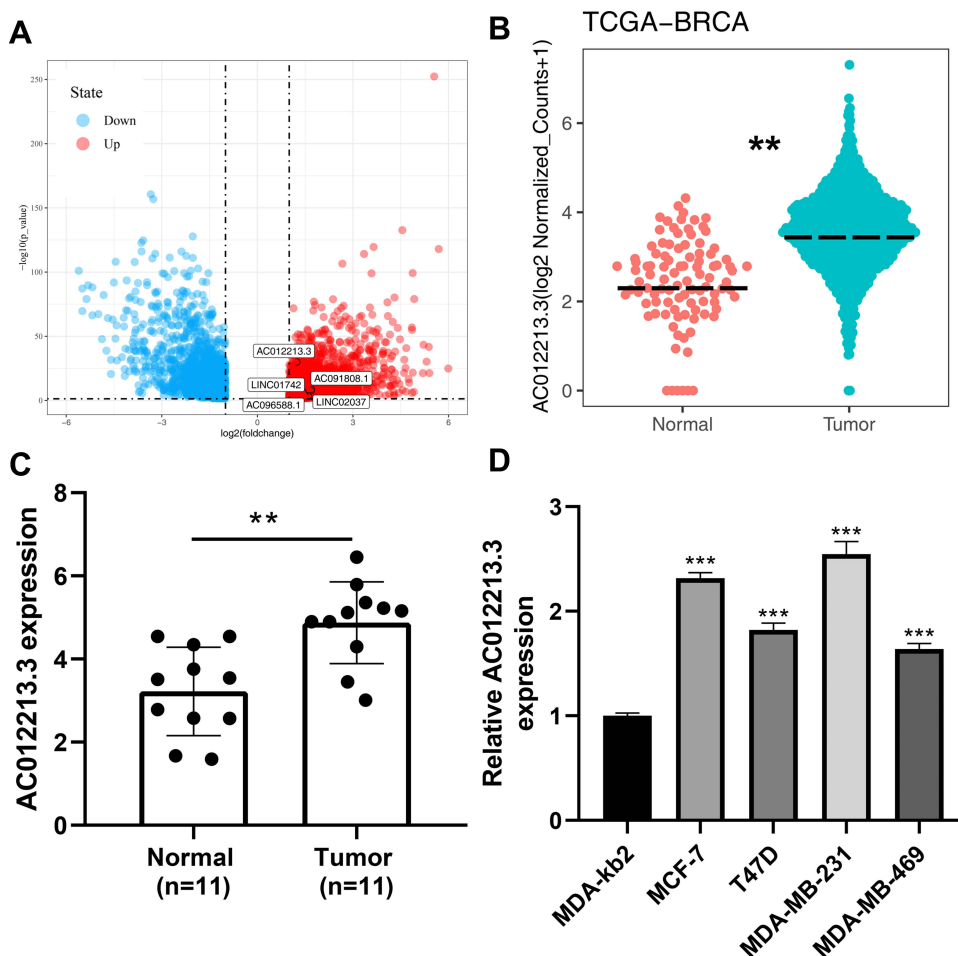 A
250
200
150
100
50
0
−log10(p_value)
State
Down
Up
AC012213.3
LINC01742
AC091808.1
AC096588.1
LINC02037
−6
−3
0
3
6
log2(foldchange)
B
TCGA−BRCA
AC012213.3(log2 Normalized_Counts+1)
6
4
2
0
**
Normal
Tumor
C
AC012213.3 expression
8
6
4
2
0
**
Normal
(n=11)
Tumor
(n=11)
D
Relative AC012213.3
expression
3
2
1
0
***
***
***
***
MDA-kb2
MCF-7
T47D
MDA-MB-231
MDA-MB-469